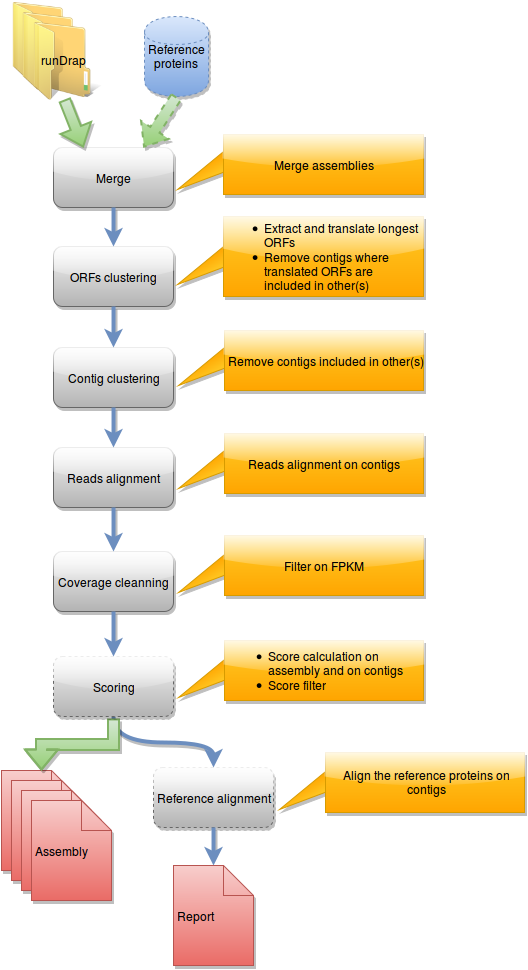 runDrap
Reference
proteins
Merge
Merge assemblies
ORFs clustering
• Extract and translate longest
ORFs
• Remove contigs where
translated ORFs are
included in other(s)
Contig clustering
Remove contigs included in other(s)
Reads alignment
Reads alignment on contigs
Coverage cleanning
Filter on FPKM
Scoring
• Score calculation on
assembly and on contigs
• Score filter
Reference alignment
Align the reference proteins on
contigs
Assembly
Report